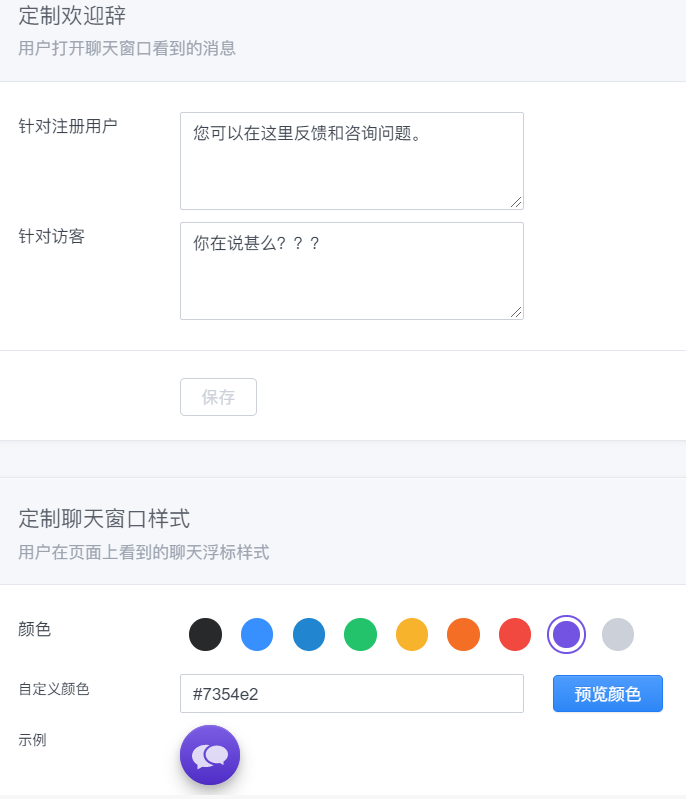 定制欢迎辞
用户打开聊天窗口看到的消息
针对注册用户
您可以在这里反馈和咨询问题。
针对访客
你在说甚么？？？
保存
定制聊天窗口样式
用户在页面上看到的聊天浮标样式
颜色
自定义颜色
#7354e2
预览颜色
示例